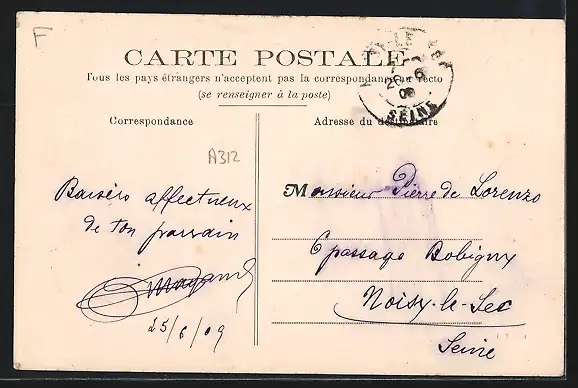 F
CARTE POSTALE
Tous les pays étrangers n'acceptent pas la correspondance au recto
(se renseigner à la poste)
Correspondance
A312
Baisers affectueux
de ton parrain
25/6/09
Adresse du destinataire
SEINE
Monsieur Pierre de Lorenzo
6 passage Bobigny
Noisy-le-Sec
Seine